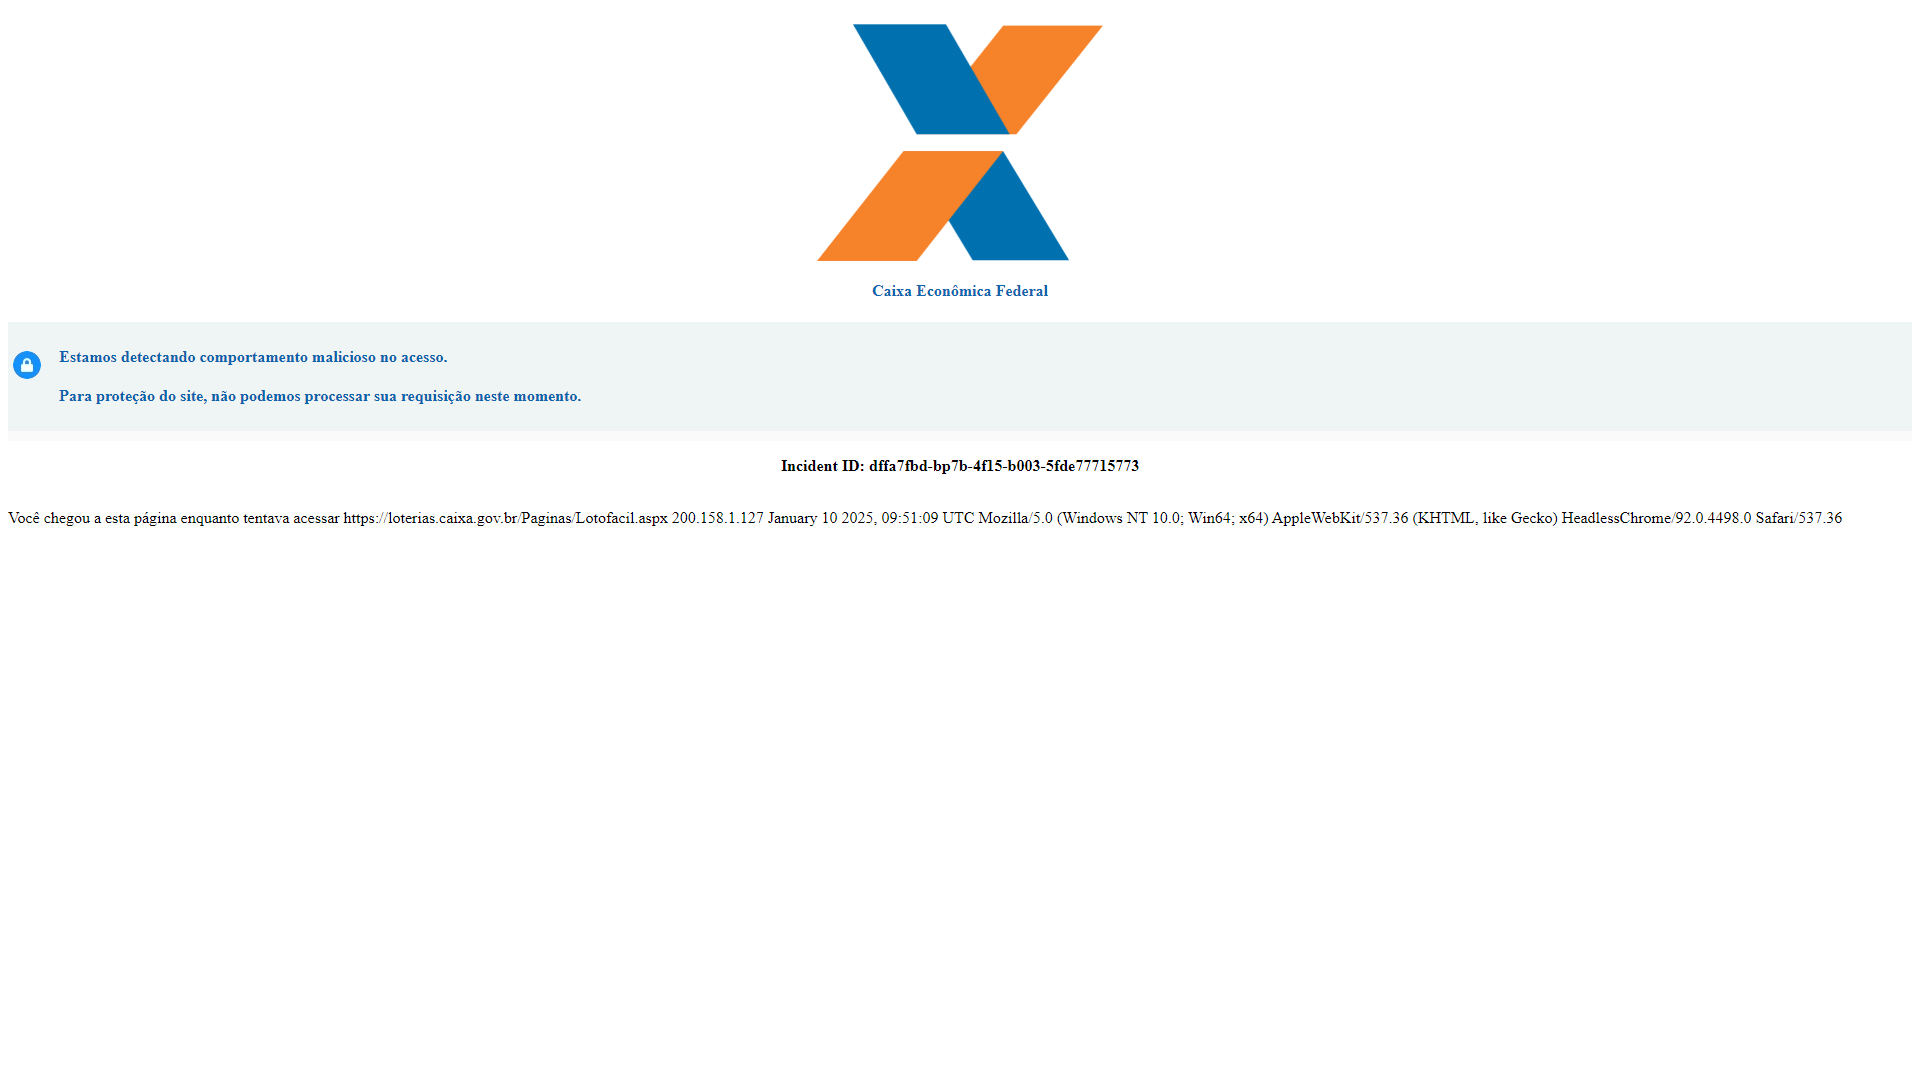 Caixa Econômica Federal
Estamos detectando comportamento malicioso no acesso.
Para proteção do site, não podemos processar sua requisição neste momento.
Incident ID: dffa7fbd-bp7b-4f15-b003-5fde77715773
Você chegou a esta página enquanto tentava acessar https://loterias.caixa.gov.br/Paginas/Lotofacil.aspx 200.158.1.127 January 10 2025, 09:51:09 UTC Mozilla/5.0 (Windows NT 10.0; Win64; x64) AppleWebKit/537.36 (KHTML, like Gecko) HeadlessChrome/92.0.4498.0 Safari/537.36